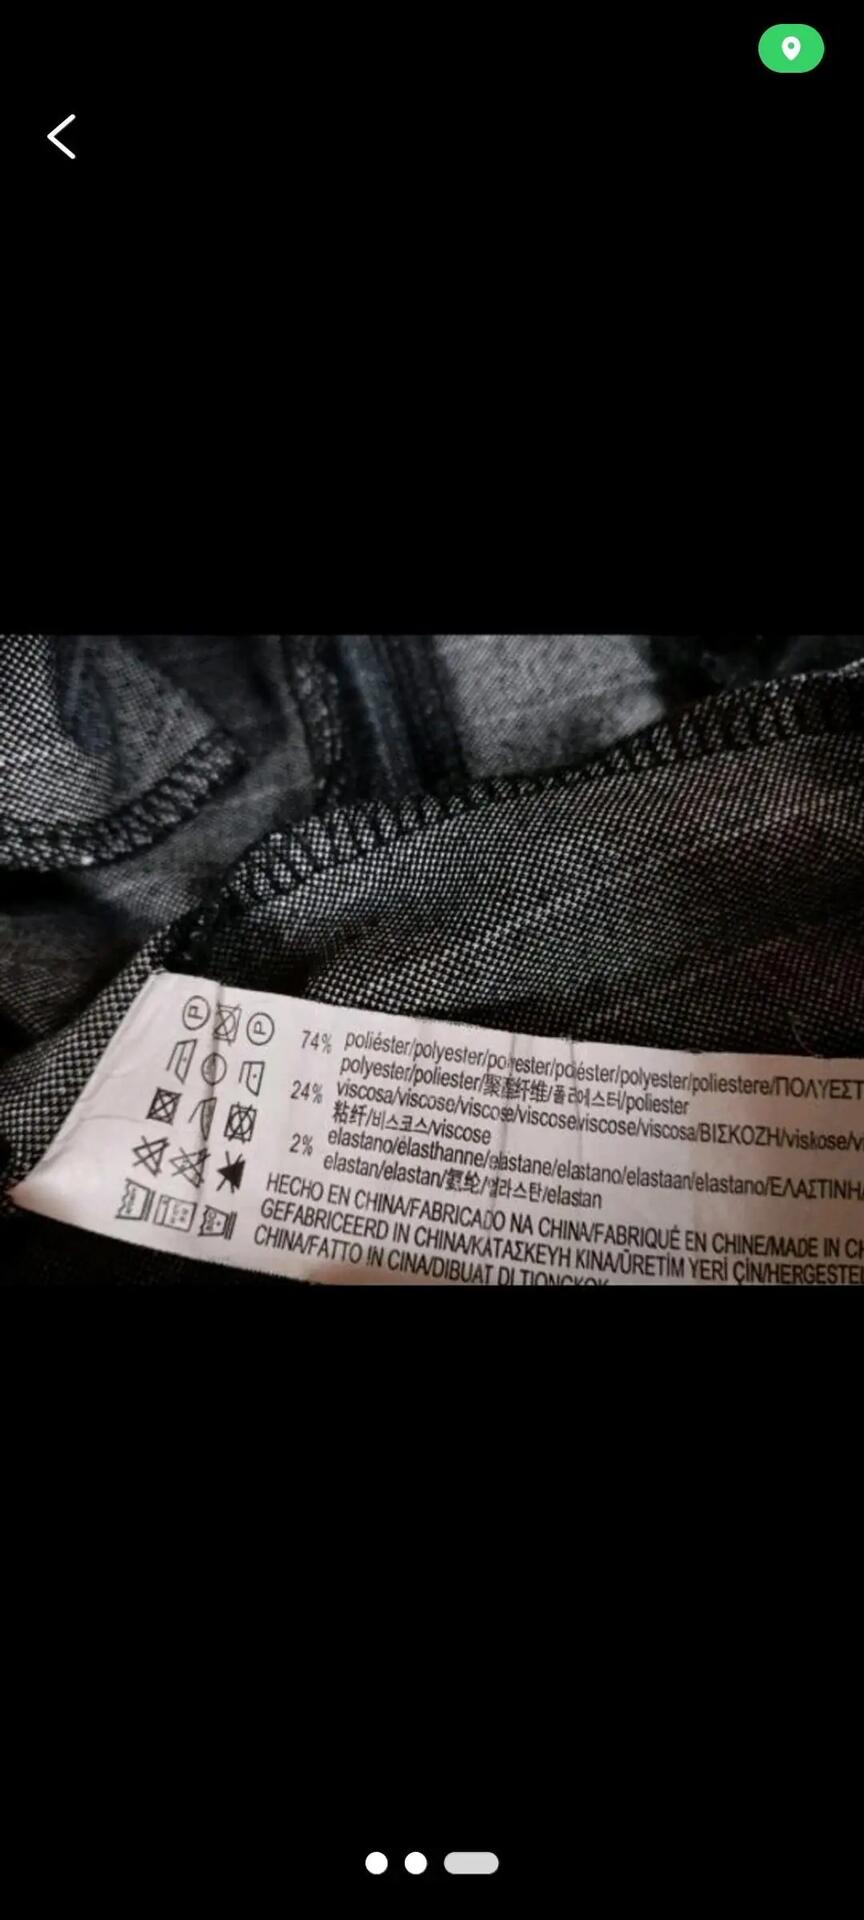 74% poliéster/polyester/polyester/poliéster/polyester/poliestere/ΠΟΛΥΕΣΤ
polyester/poliester/聚酯纤维/폴리에스터/poliester
24% viscosa/viscose/viscose/viscose/viscose/viscosa/ΒΙΣΚΟΖΗ/viskose/vi
粘纤/비스코스/viscose
2% elastano/élasthanne/elastane/elastano/elastaan/elastano/ΕΛΑΣΤΙΝΗ/
elastan/elastan/氨纶/엘라스탄/elastan
HECHO EN CHINA/FABRICADO NA CHINA/FABRIQUÉ EN CHINE/MADE IN CH
GEFABRICEERD IN CHINA/ΚΑΤΑΣΚΕΥΗ ΚΙΝΑ/ÜRETİM YERİ ÇİN/HERGESTEL
CHINA/FATTO IN CINA/DIBUAT DI TIONGKOK